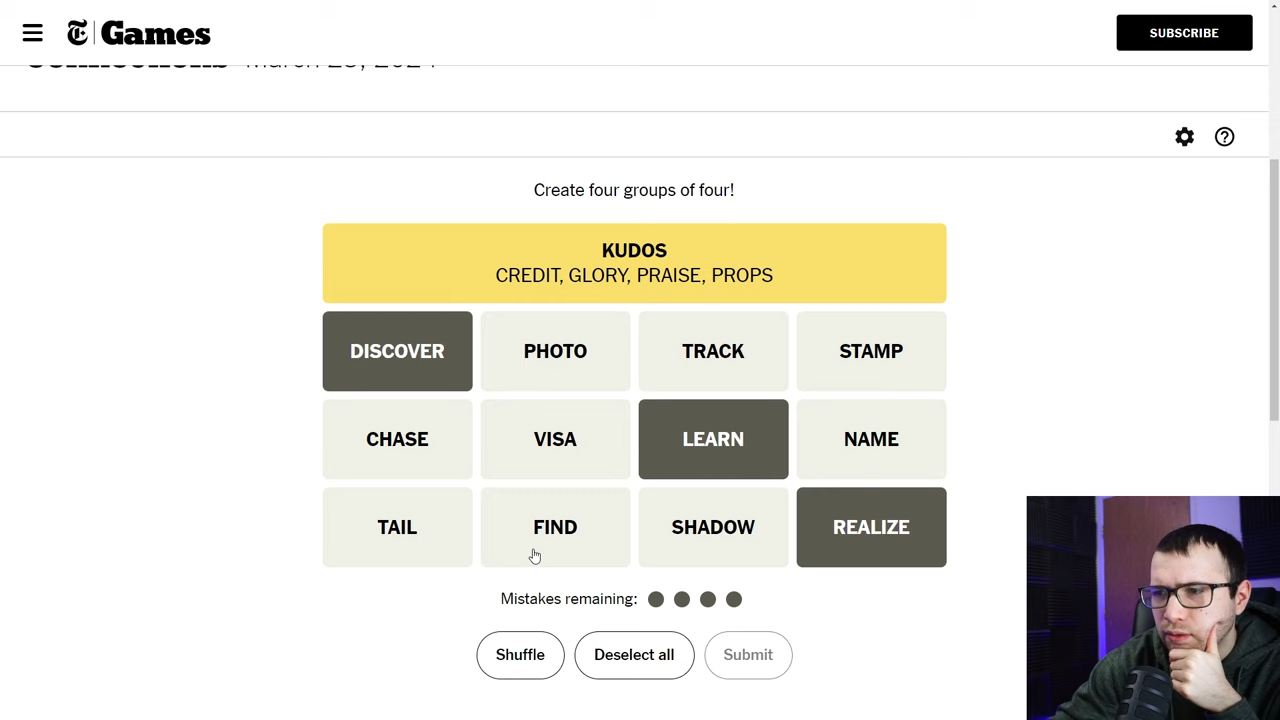 Games
SUBSCRIBE
Create four groups of four!
KUDOS
CREDIT, GLORY, PRAISE, PROPS
DISCOVER PHOTO TRACK STAMP
CHASE VISA LEARN NAME
TAIL FIND SHADOW REALIZE
Mistakes remaining:
Shuffle Deselect all Submit